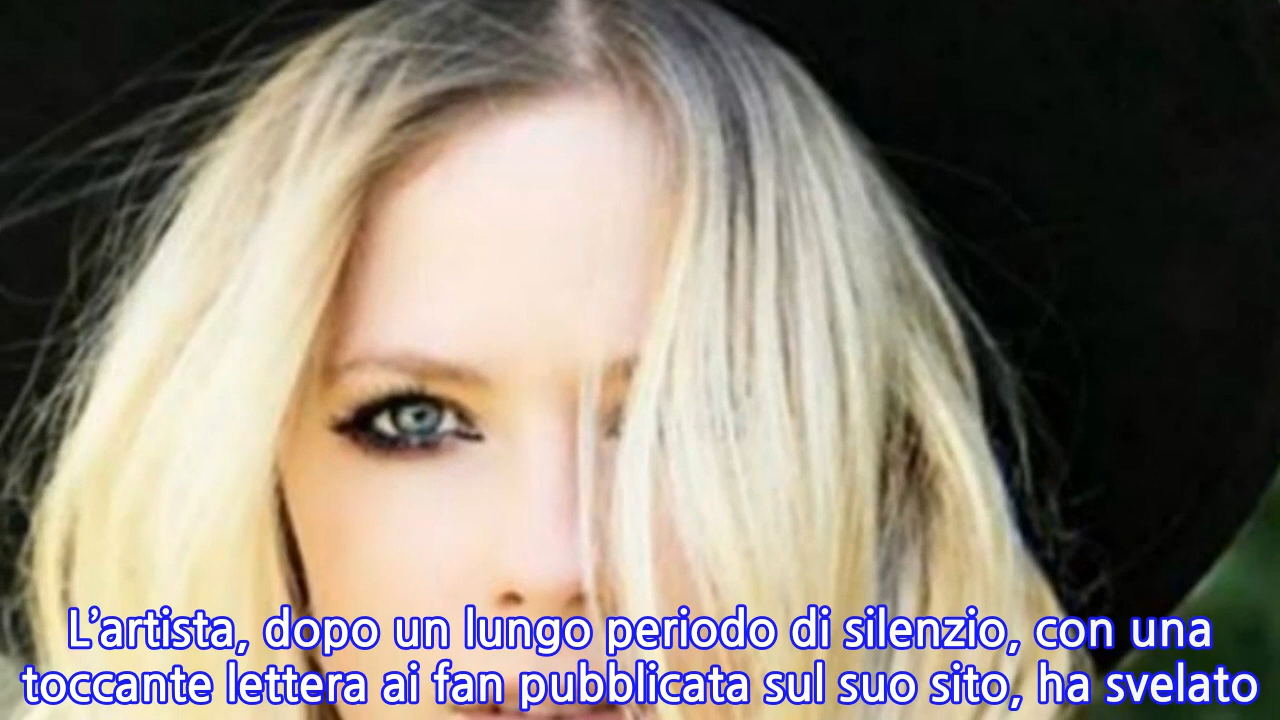 L’artista, dopo un lungo periodo di silenzio, con una
toccante lettera ai fan pubblicata sul suo sito, ha svelato